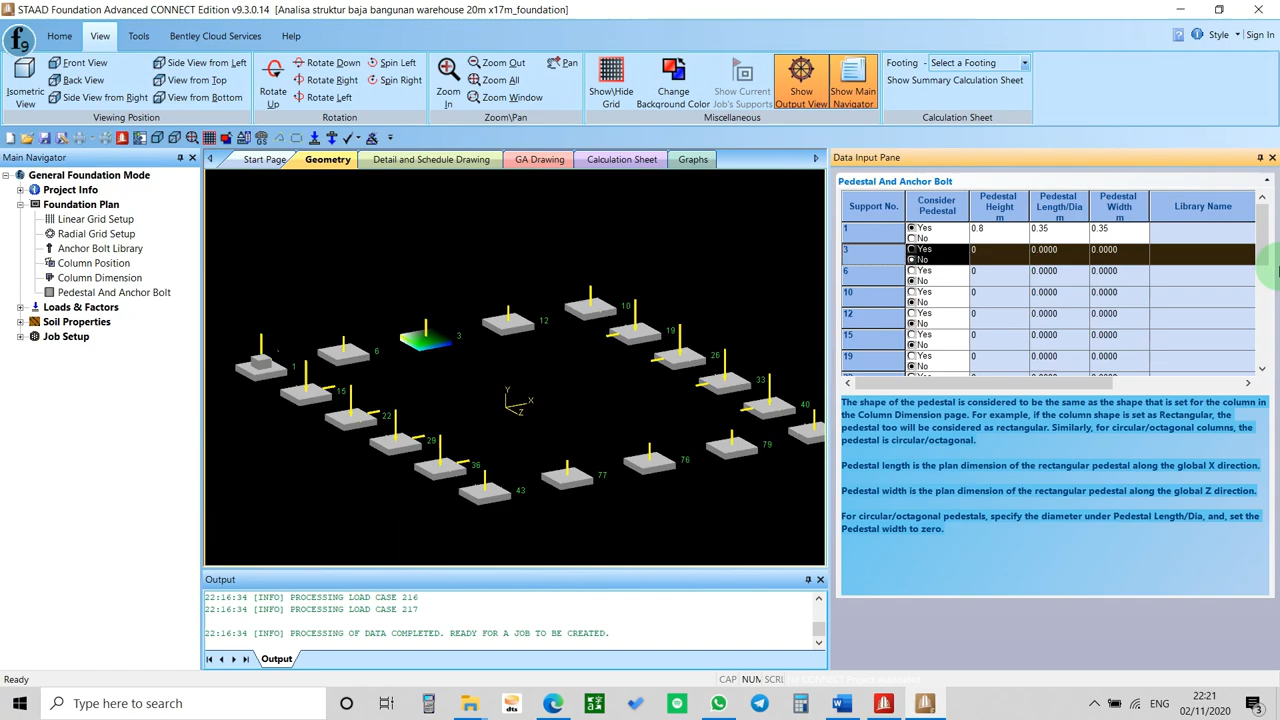 STAAD Foundation Advanced CONNECT Edition v9.3.0.14 - [Analisa struktur baja bangunan warehouse 20m x17m_foundation]
Home View Tools Bentley Cloud Services Help Style Sign In
Isometric View
Front View Side View from Left
Back View View from Top
Side View from Right View from Bottom
Viewing Position
Rotate Up
Rotate Down Spin Left
Rotate Right Spin Right
Rotate Left
Rotation
Zoom In
Zoom Out Pan
Zoom All
Zoom Window
Zoom/Pan
Show/Hide Grid
Change Background Color
Show Current Job's Supports
Show Output View
Show Main Navigator
Miscellaneous
Footing - Select a Footing
Show Summary Calculation Sheet
Calculation Sheet
Main Navigator
General Foundation Mode
Project Info
Foundation Plan
Linear Grid Setup
Radial Grid Setup
Anchor Bolt Library
Column Position
Column Dimension
Pedestal And Anchor Bolt
Loads & Factors
Soil Properties
Job Setup
Start Page Geometry Detail and Schedule Drawing GA Drawing Calculation Sheet Graphs
10
12
19
3
6
26
1
33
15
40
22
29
79
76
36
77
43
Y
X
Z
Output
22:16:34 [INFO] PROCESSING LOAD CASE 216
22:16:34 [INFO] PROCESSING LOAD CASE 217
22:16:34 [INFO] PROCESSING OF DATA COMPLETED. READY FOR A JOB TO BE CREATED.
Output
Data Input Pane
Pedestal And Anchor Bolt
Support No. Consider Pedestal Pedestal Height m Pedestal Length/Dia m Pedestal Width m Library Name
1 Yes No 0.8 0.35 0.35
3 Yes No 0 0.0000 0.0000
6 Yes No 0 0.0000 0.0000
10 Yes No 0 0.0000 0.0000
12 Yes No 0 0.0000 0.0000
15 Yes No 0 0.0000 0.0000
19 Yes No 0 0.0000 0.0000
The shape of the pedestal is considered to be the same as the shape that is set for the column in
the Column Dimension page. For example, if the column shape is set as Rectangular, the
pedestal too will be considered as rectangular. Similarly, for circular/octagonal columns, the
pedestal is circular/octagonal.
Pedestal length is the plan dimension of the rectangular pedestal along the global X direction.
Pedestal width is the plan dimension of the rectangular pedestal along the global Z direction.
For circular/octagonal pedestals, specify the diameter under Pedestal Length/Dia, and, set the
Pedestal width to zero.
Ready CAP NUM SCRL
Type here to search
22:21
02/11/2020
3